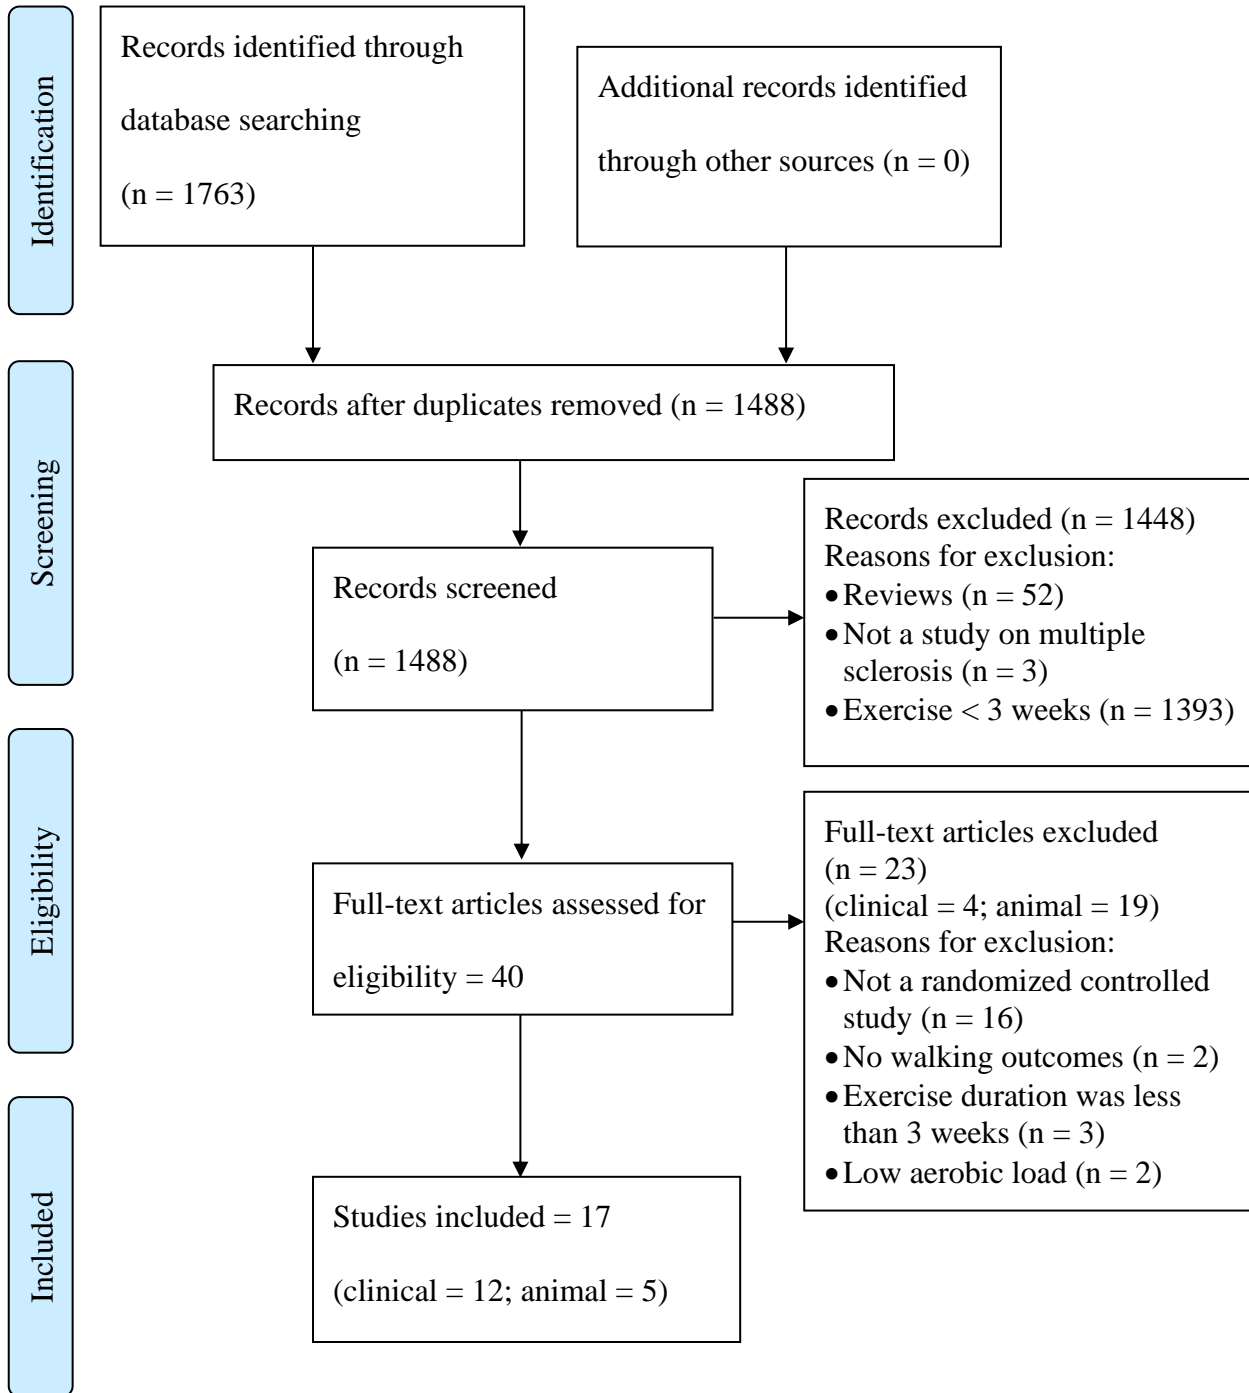 Identification
Records identified through
database searching
(n = 1763)
Additional records identified
through other sources (n = 0)
Screening
Records after duplicates removed (n = 1488)
Records screened
(n = 1488)
Records excluded (n = 1448)
Reasons for exclusion:
•Reviews (n = 52)
•Not a study on multiple
sclerosis (n = 3)
•Exercise < 3 weeks (n = 1393)
Eligibility
Full-text articles assessed for
eligibility = 40
Full-text articles excluded
(n = 23)
(clinical = 4; animal = 19)
Reasons for exclusion:
•Not a randomized controlled
study (n = 16)
•No walking outcomes (n = 2)
•Exercise duration was less
than 3 weeks (n = 3)
•Low aerobic load (n = 2)
Included
Studies included = 17
(clinical = 12; animal = 5)